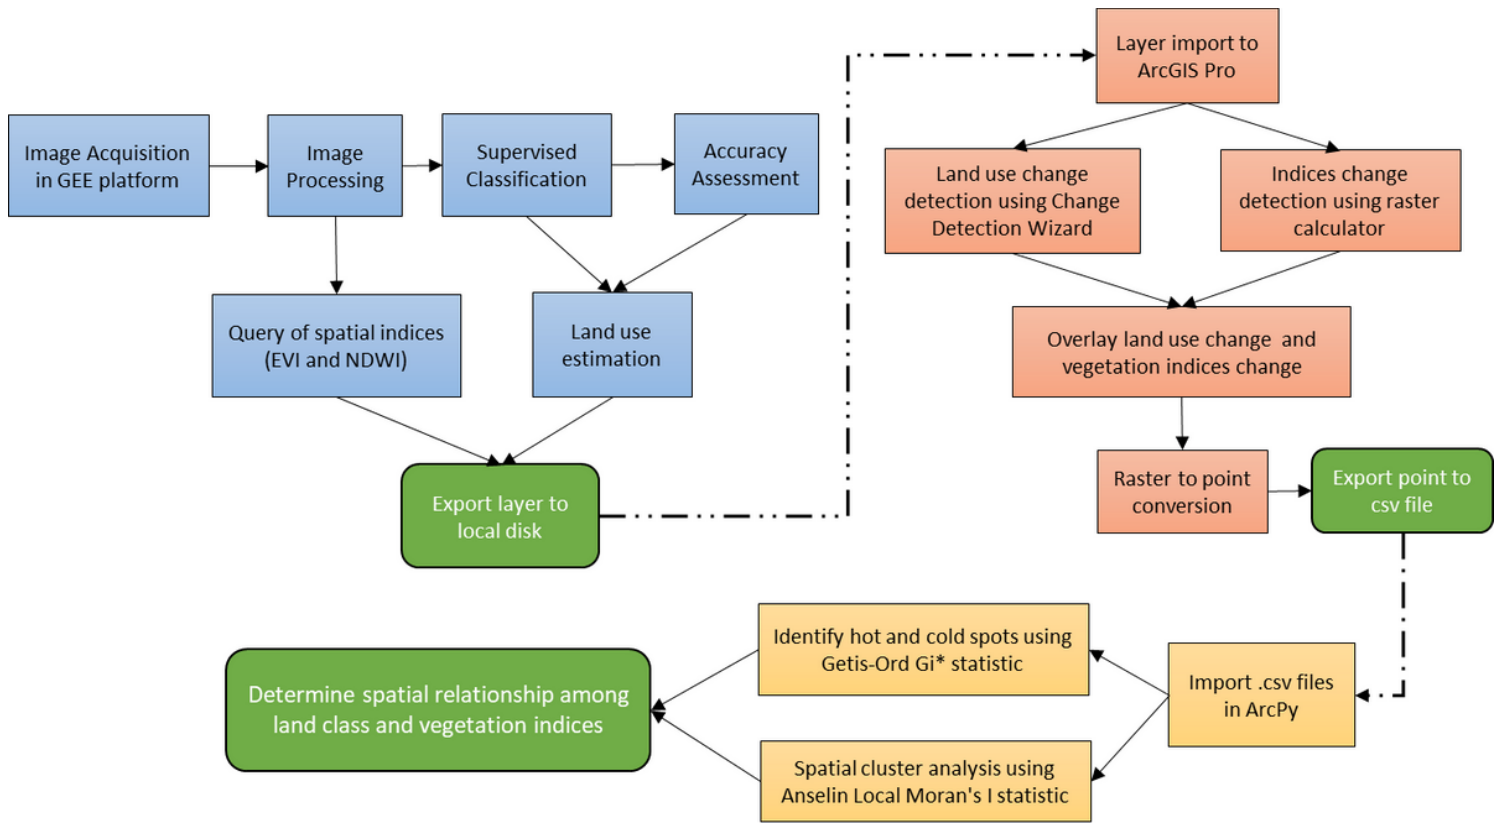 Image Acquisition
in GEE platform
Image
Processing
Supervised
Classification
Accuracy
Assessment
Query of spatial indices
(EVI and NDWI)
Land use
estimation
Export layer to
local disk
Layer import to
ArcGIS Pro
Land use change
detection using Change
Detection Wizard
Indices change
detection using raster
calculator
Overlay land use change and
vegetation indices change
Raster to point
conversion
Export point to
csv file
Import .csv files
in ArcPy
Identify hot and cold spots using
Getis-Ord Gi* statistic
Spatial cluster analysis using
Anselin Local Moran's I statistic
Determine spatial relationship among
land class and vegetation indices